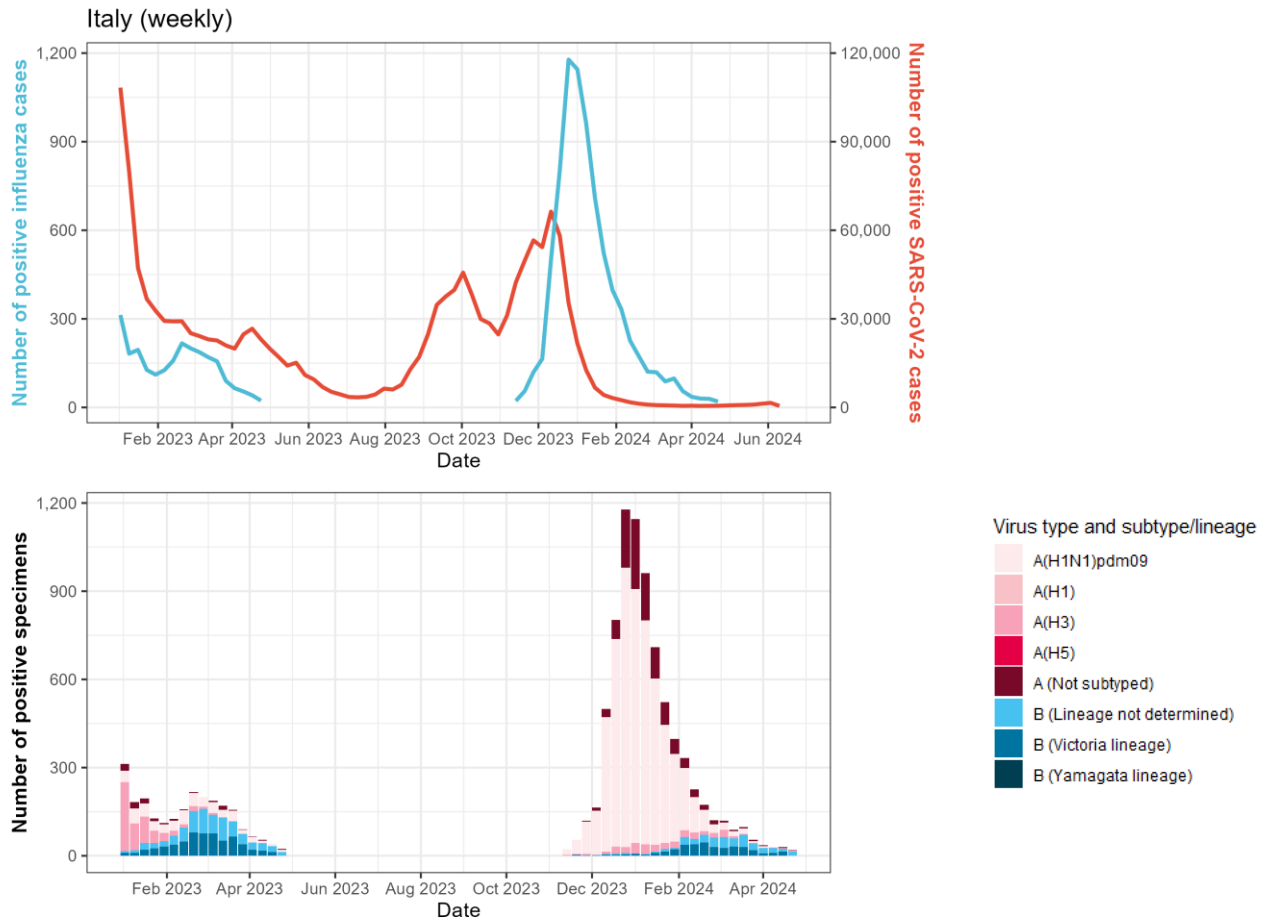 Italy (weekly)
Number of positive influenza cases
1,200
900
600
300
0
120,000
90,000
60,000
30,000
0
Number of positive SARS-CoV-2 cases
Feb 2023 Apr 2023 Jun 2023 Aug 2023 Oct 2023 Dec 2023 Feb 2024 Apr 2024 Jun 2024
Date
Number of positive specimens
1,200
900
600
300
0
Feb 2023 Apr 2023 Jun 2023 Aug 2023 Oct 2023 Dec 2023 Feb 2024 Apr 2024
Date
Virus type and subtype/lineage
A(H1N1)pdm09
A(H1)
A(H3)
A(H5)
A (Not subtyped)
B (Lineage not determined)
B (Victoria lineage)
B (Yamagata lineage)